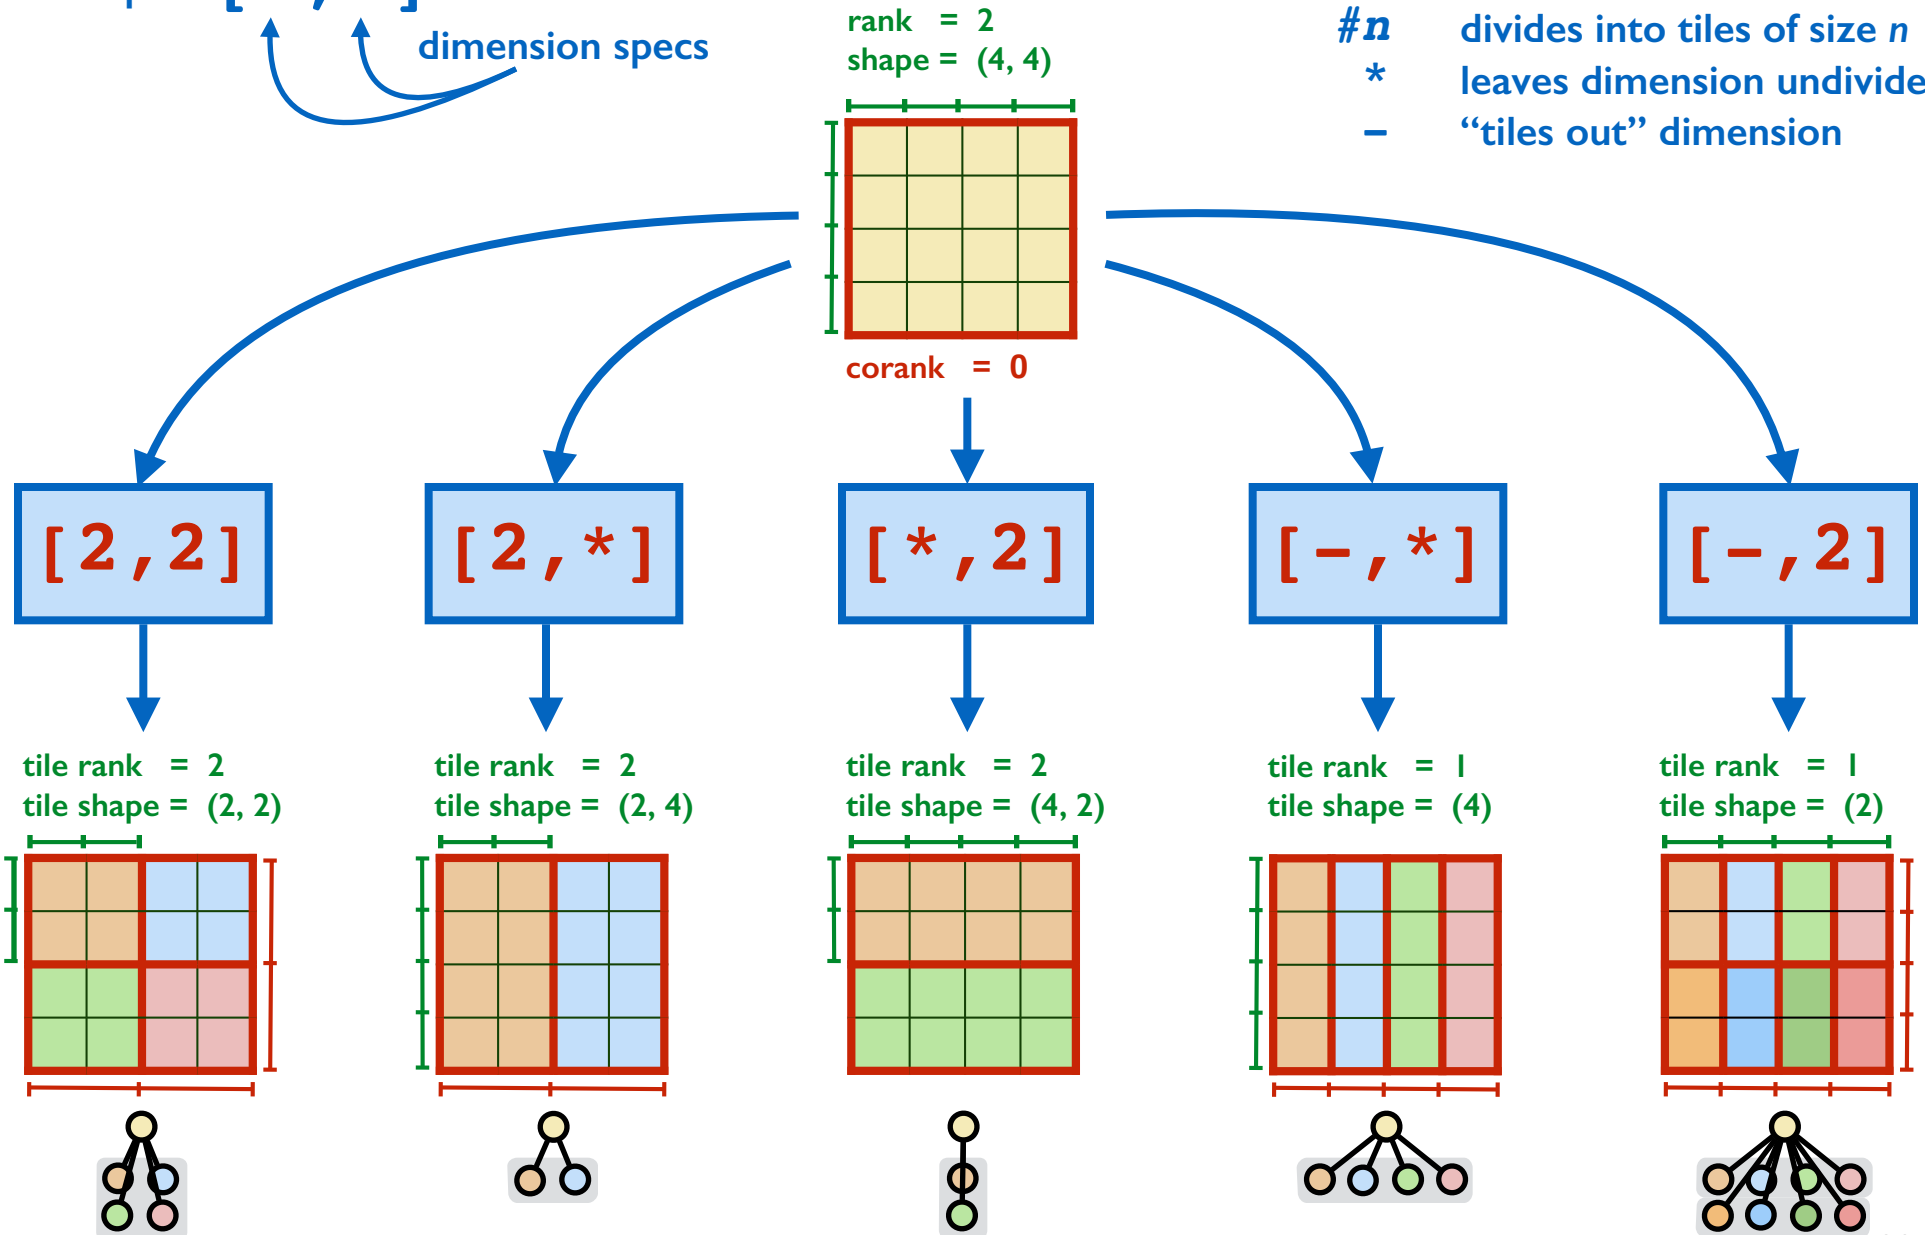 [ , ]
dimension specs
rank = 2
shape = (4, 4)
#n divides into tiles of size n
* leaves dimension undivide
– “tiles out” dimension
corank = 0
[2,2]
[2,*]
[*,2]
[–,*]
[–,2]
tile rank = 2
tile shape = (2, 2)
tile rank = 2
tile shape = (2, 4)
tile rank = 2
tile shape = (4, 2)
tile rank = 1
tile shape = (4)
tile rank = 1
tile shape = (2)